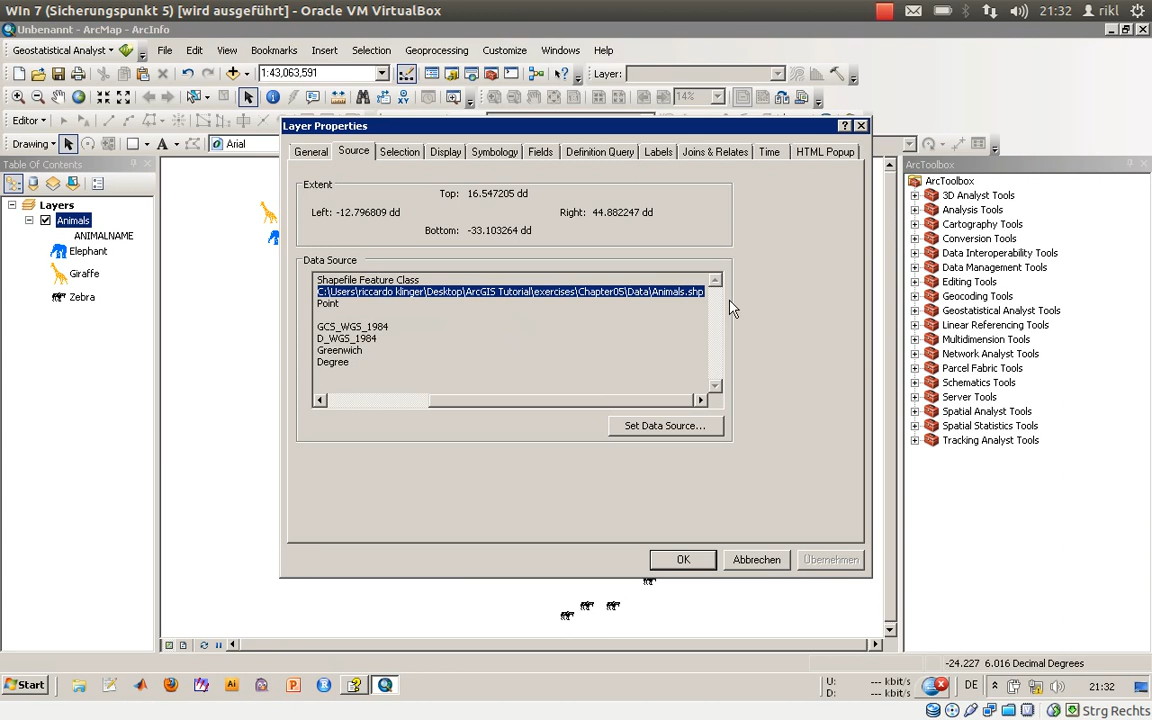 Win 7 (Sicherungspunkt 5) [wird ausgeführt] - Oracle VM VirtualBox
21:32
rikl
Unbenannt - ArcMap - ArcInfo
Geostatistical Analyst
File
Edit
View
Bookmarks
Insert
Selection
Geoprocessing
Customize
Windows
Help
1:43,063,591
Layer:
14%
Editor
Drawing
A
Arial
Table Of Contents
Layers
Animals
ANIMALNAME
Elephant
Giraffe
Zebra
Layer Properties
General
Source
Selection
Display
Symbology
Fields
Definition Query
Labels
Joins & Relates
Time
HTML Popup
Extent
Top: 16.547205 dd
Left: -12.796809 dd
Right: 44.882247 dd
Bottom: -33.103264 dd
Data Source
Shapefile Feature Class
C:\Users\riccardo klinger\Desktop\ArcGIS Tutorial\exercises\Chapter05\Data\Animals.shp
Point
GCS_WGS_1984
D_WGS_1984
Greenwich
Degree
Set Data Source...
OK
Abbrechen
Übernehmen
ArcToolbox
ArcToolbox
3D Analyst Tools
Analysis Tools
Cartography Tools
Conversion Tools
Data Interoperability Tools
Data Management Tools
Editing Tools
Geocoding Tools
Geostatistical Analyst Tools
Linear Referencing Tools
Multidimension Tools
Network Analyst Tools
Parcel Fabric Tools
Schematics Tools
Server Tools
Spatial Analyst Tools
Spatial Statistics Tools
Tracking Analyst Tools
-24.227 6.016 Decimal Degrees
Start
U: --- kbit/s
D: --- kbit/s
DE
21:32
Strg Rechts